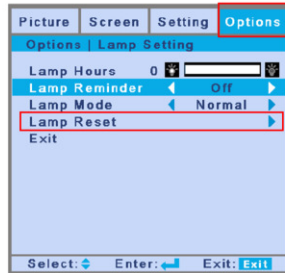 Picture Screen Setting Options
Options | Lamp Setting
Lamp Hours 0
Lamp Reminder Off
Lamp Mode Normal
Lamp Reset
Exit
Select: Enter: Exit: Exit